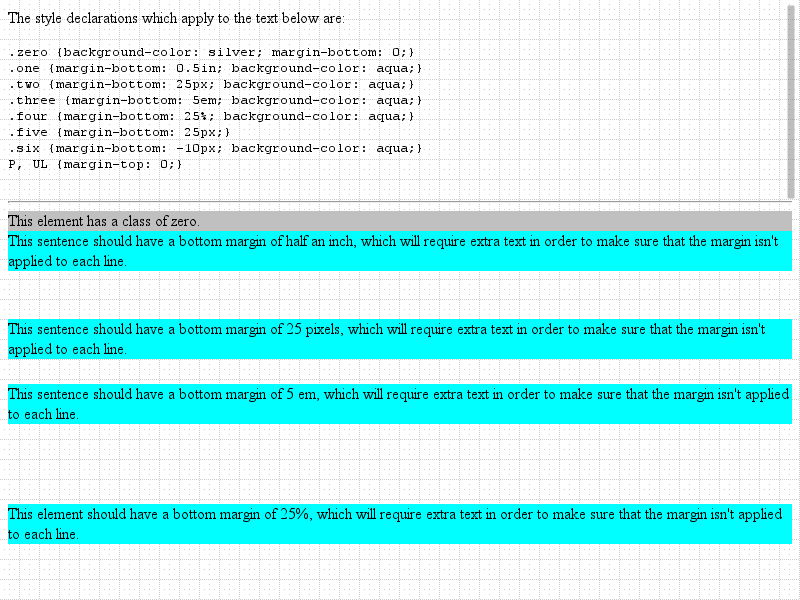 The style declarations which apply to the text below are:
.zero {background-color: silver; margin-bottom: 0;}
.one {margin-bottom: 0.5in; background-color: aqua;}
.two {margin-bottom: 25px; background-color: aqua;}
.three {margin-bottom: 5em; background-color: aqua;}
.four {margin-bottom: 25%; background-color: aqua;}
.five {margin-bottom: 25px;}
.six {margin-bottom: -10px; background-color: aqua;}
P, UL {margin-top: 0;}
This element has a class of zero.
This sentence should have a bottom margin of half an inch, which will require extra text in order to make sure that the margin isn't
applied to each line.
This sentence should have a bottom margin of 25 pixels, which will require extra text in order to make sure that the margin isn't
applied to each line.
This sentence should have a bottom margin of 5 em, which will require extra text in order to make sure that the margin isn't applied
to each line.
This element should have a bottom margin of 25%, which will require extra text in order to make sure that the margin isn't applied
to each line.